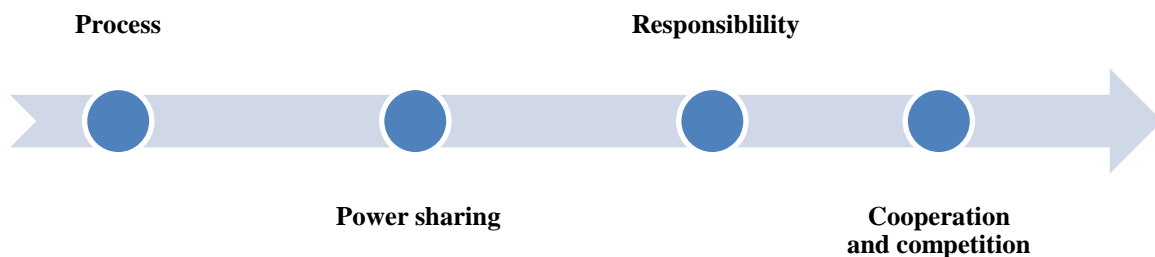 Process
Responsiblility
Power sharing
Cooperation
and competition